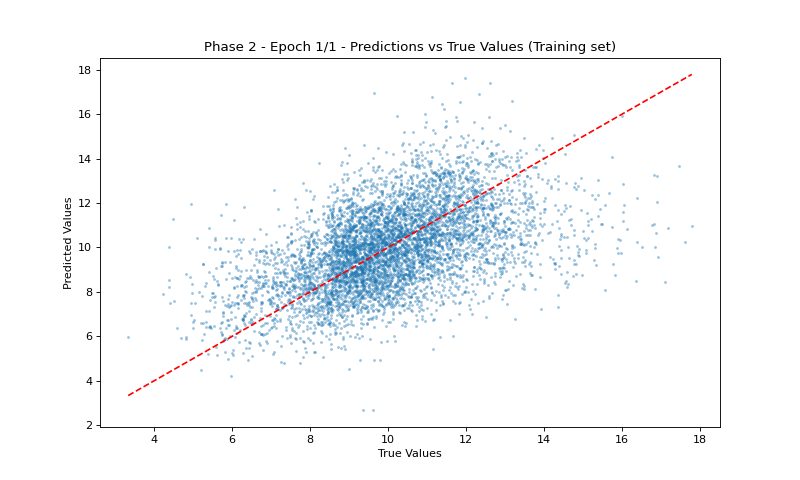 Phase 2 - Epoch 1/1 - Predictions vs True Values (Training set)
18
16
14
12
10
8
6
4
2
Predicted Values
4 6 8 10 12 14 16 18
True Values